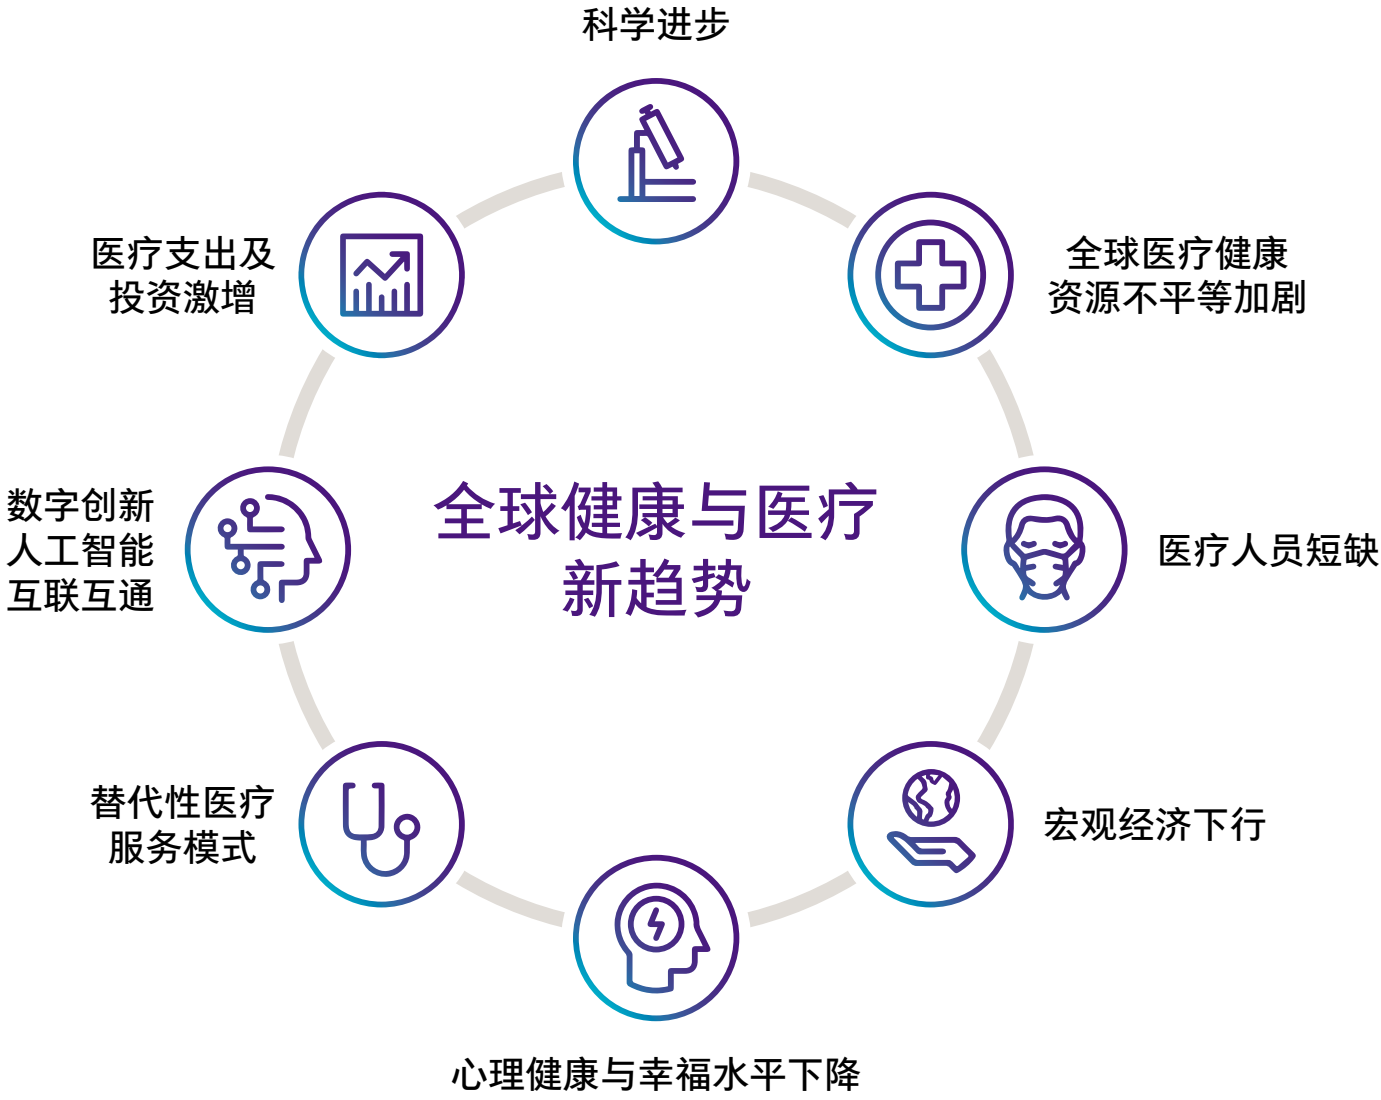 科学进步
医疗支出及
投资激增
全球医疗健康
资源不平等加剧
数字创新
人工智能
互联互通
全球健康与医疗
新趋势
医疗人员短缺
替代性医疗
服务模式
宏观经济下行
心理健康与幸福水平下降